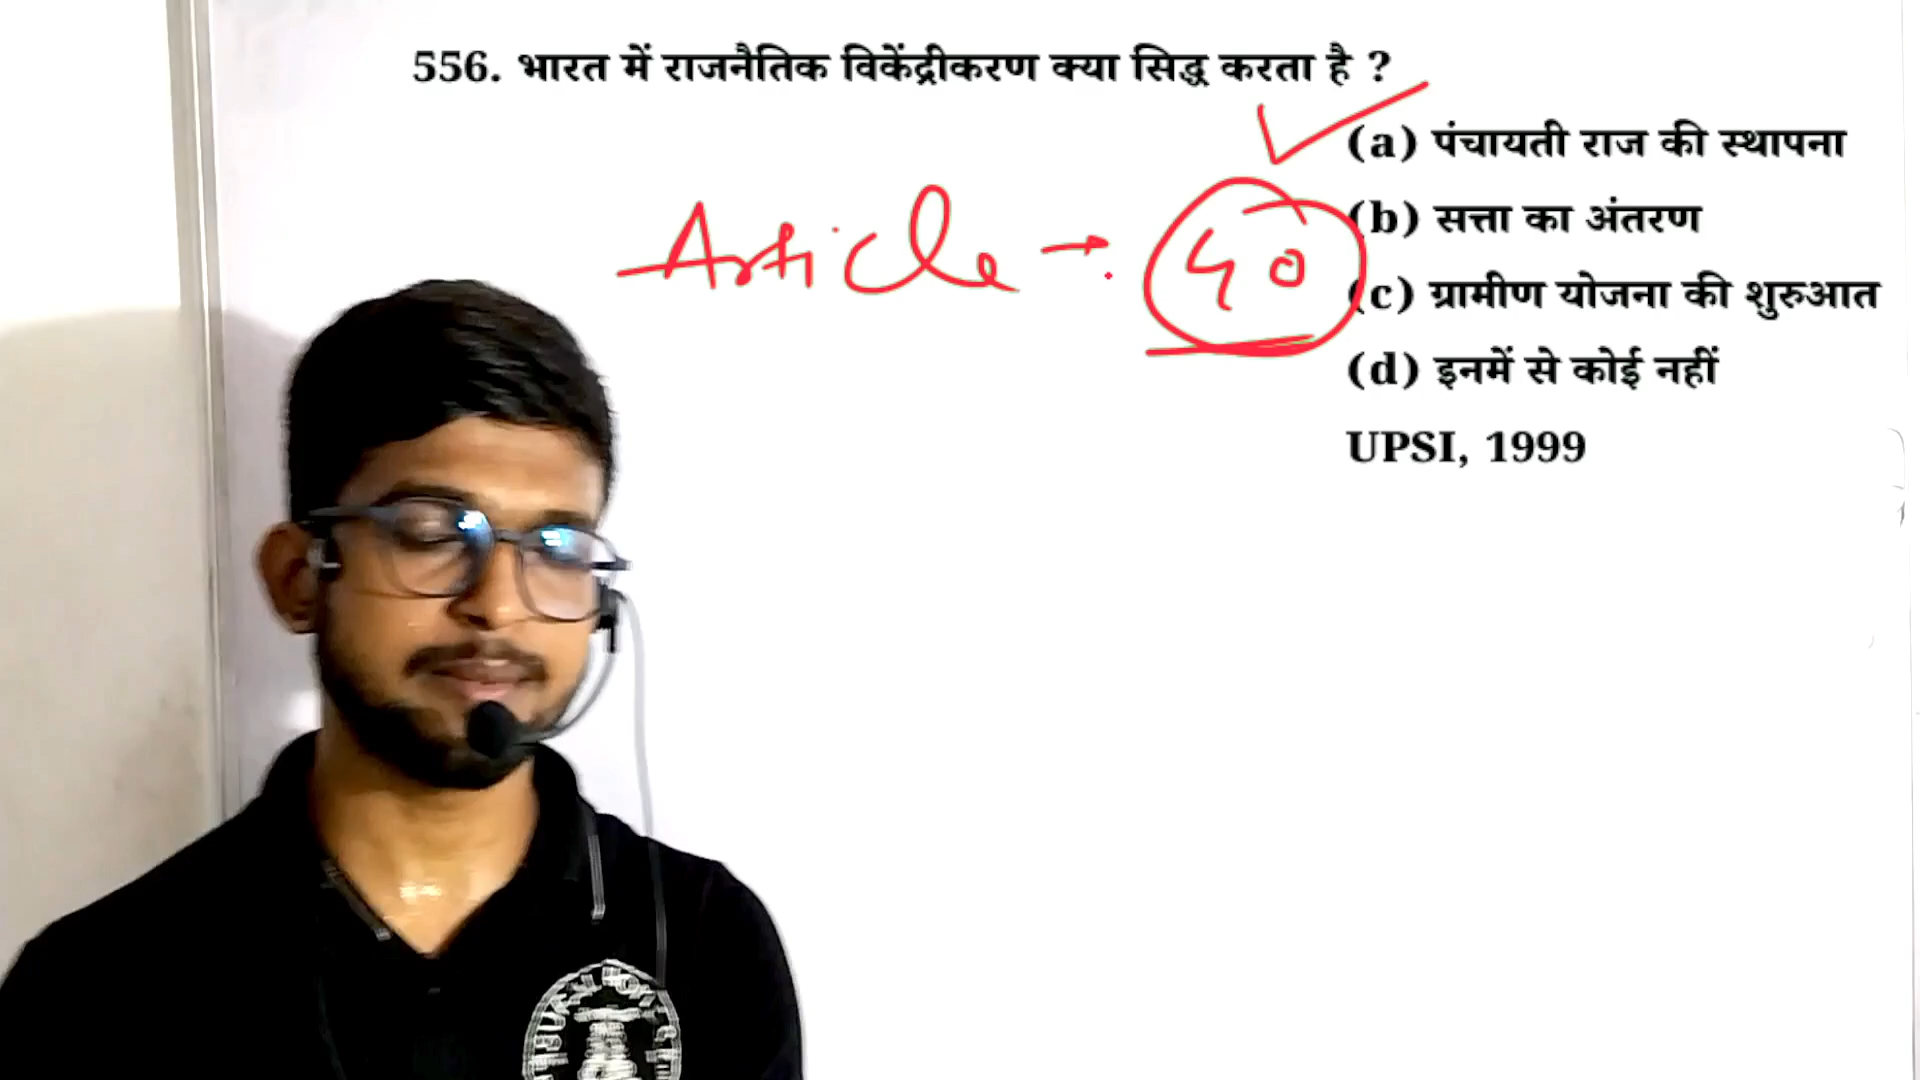 556. भारत में राजनैतिक विकेंद्रीकरण क्या सिद्ध करता है ?
(a) पंचायती राज की स्थापना
Article → 40
(b) सत्ता का अंतरण
(c) ग्रामीण योजना की शुरुआत
(d) इनमें से कोई नहीं
UPSI, 1999